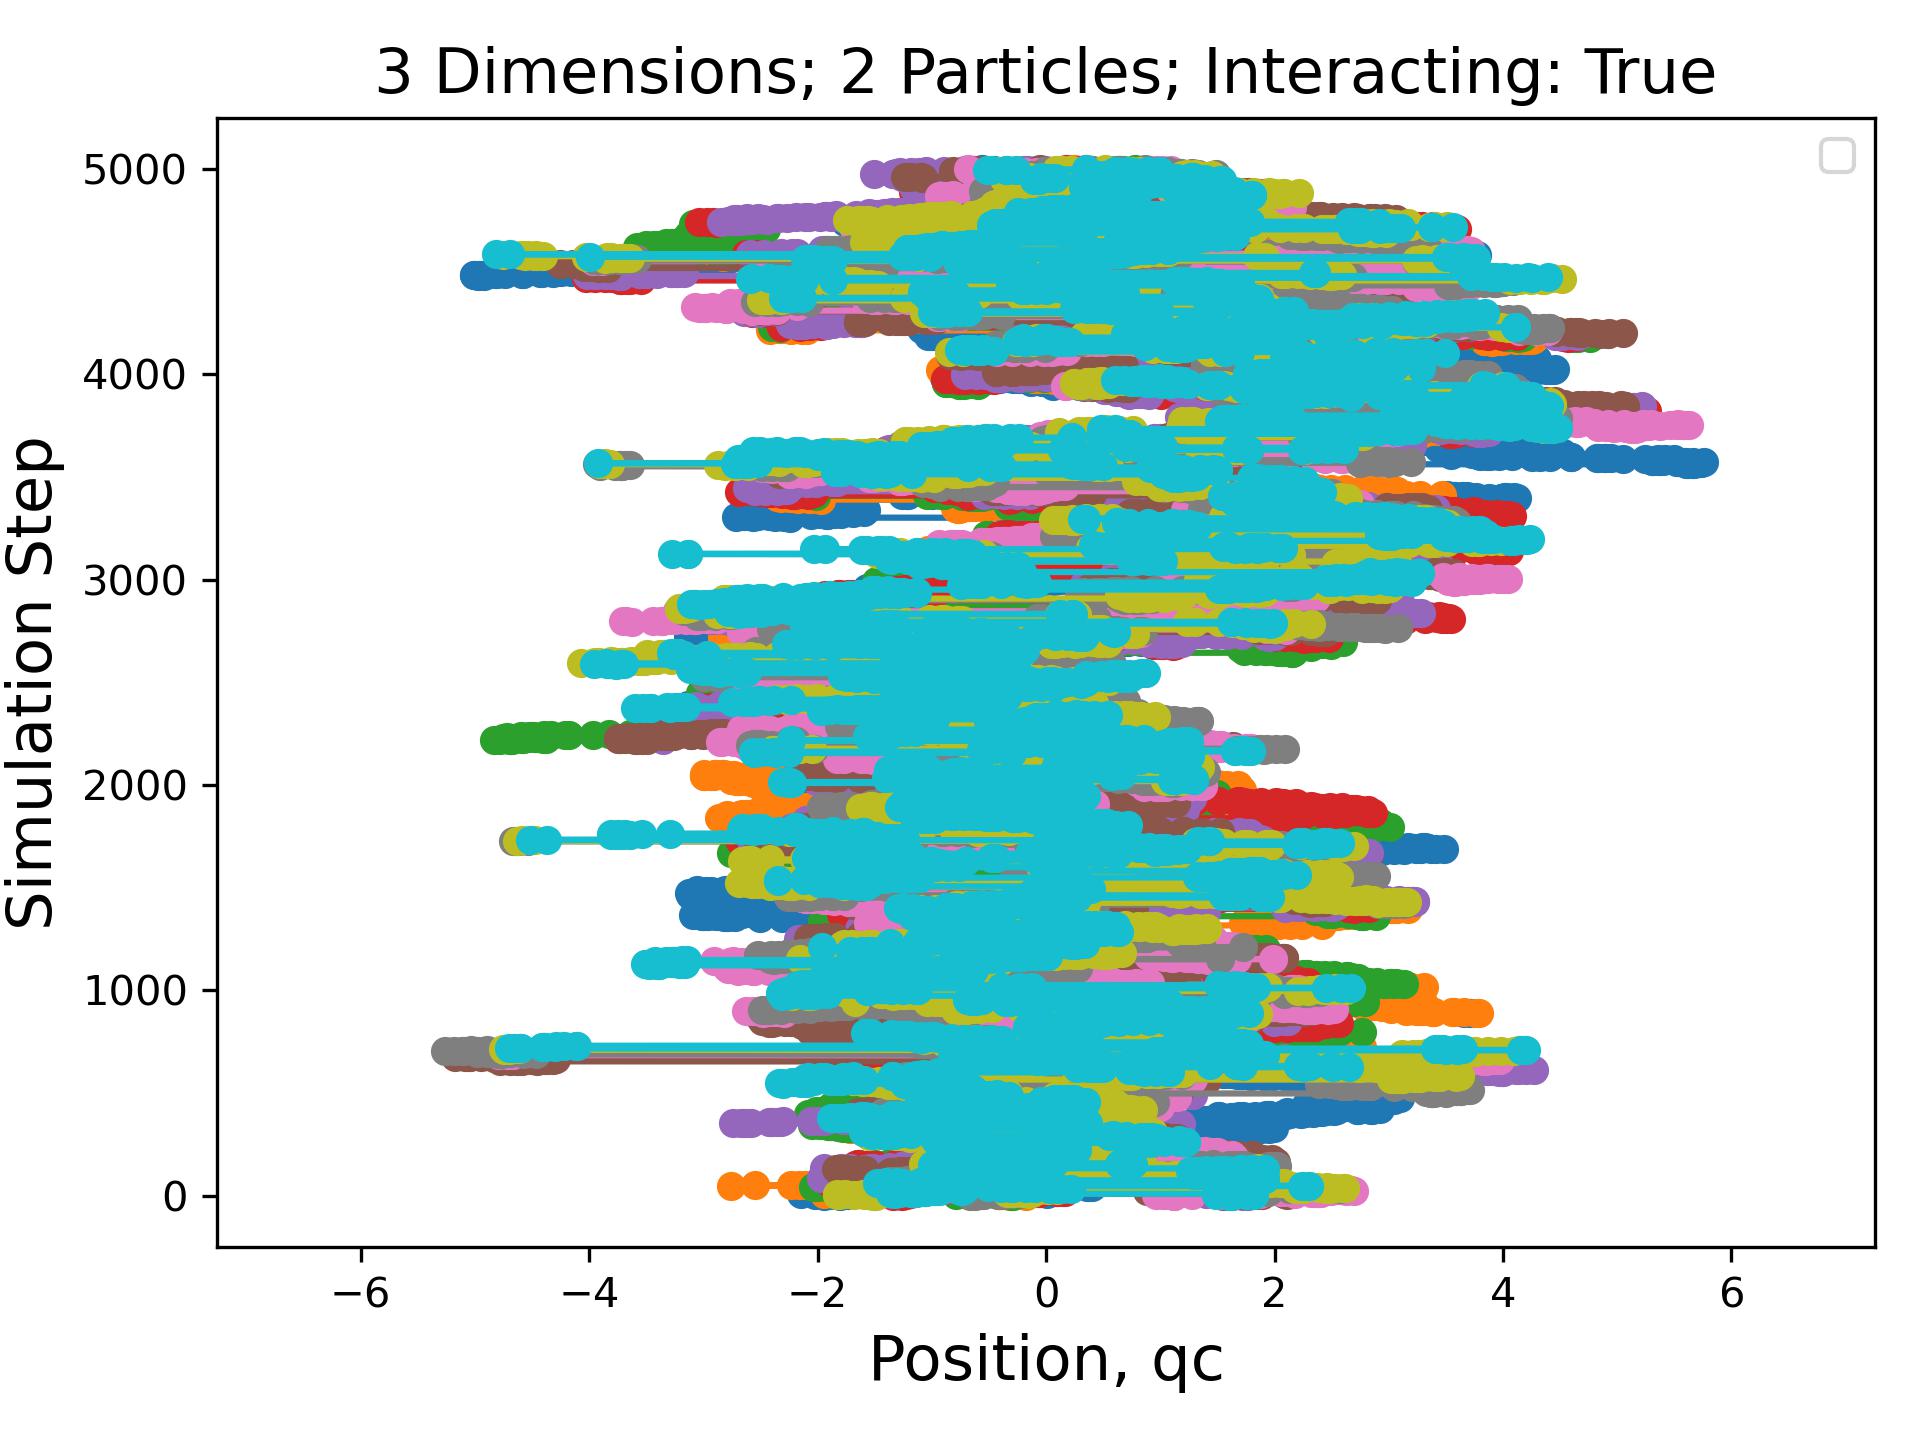 3 Dimensions; 2 Particles; Interacting: True
5000
4000
3000
2000
1000
0
Simulation Step
−6 −4 −2 0 2 4 6
Position, qc